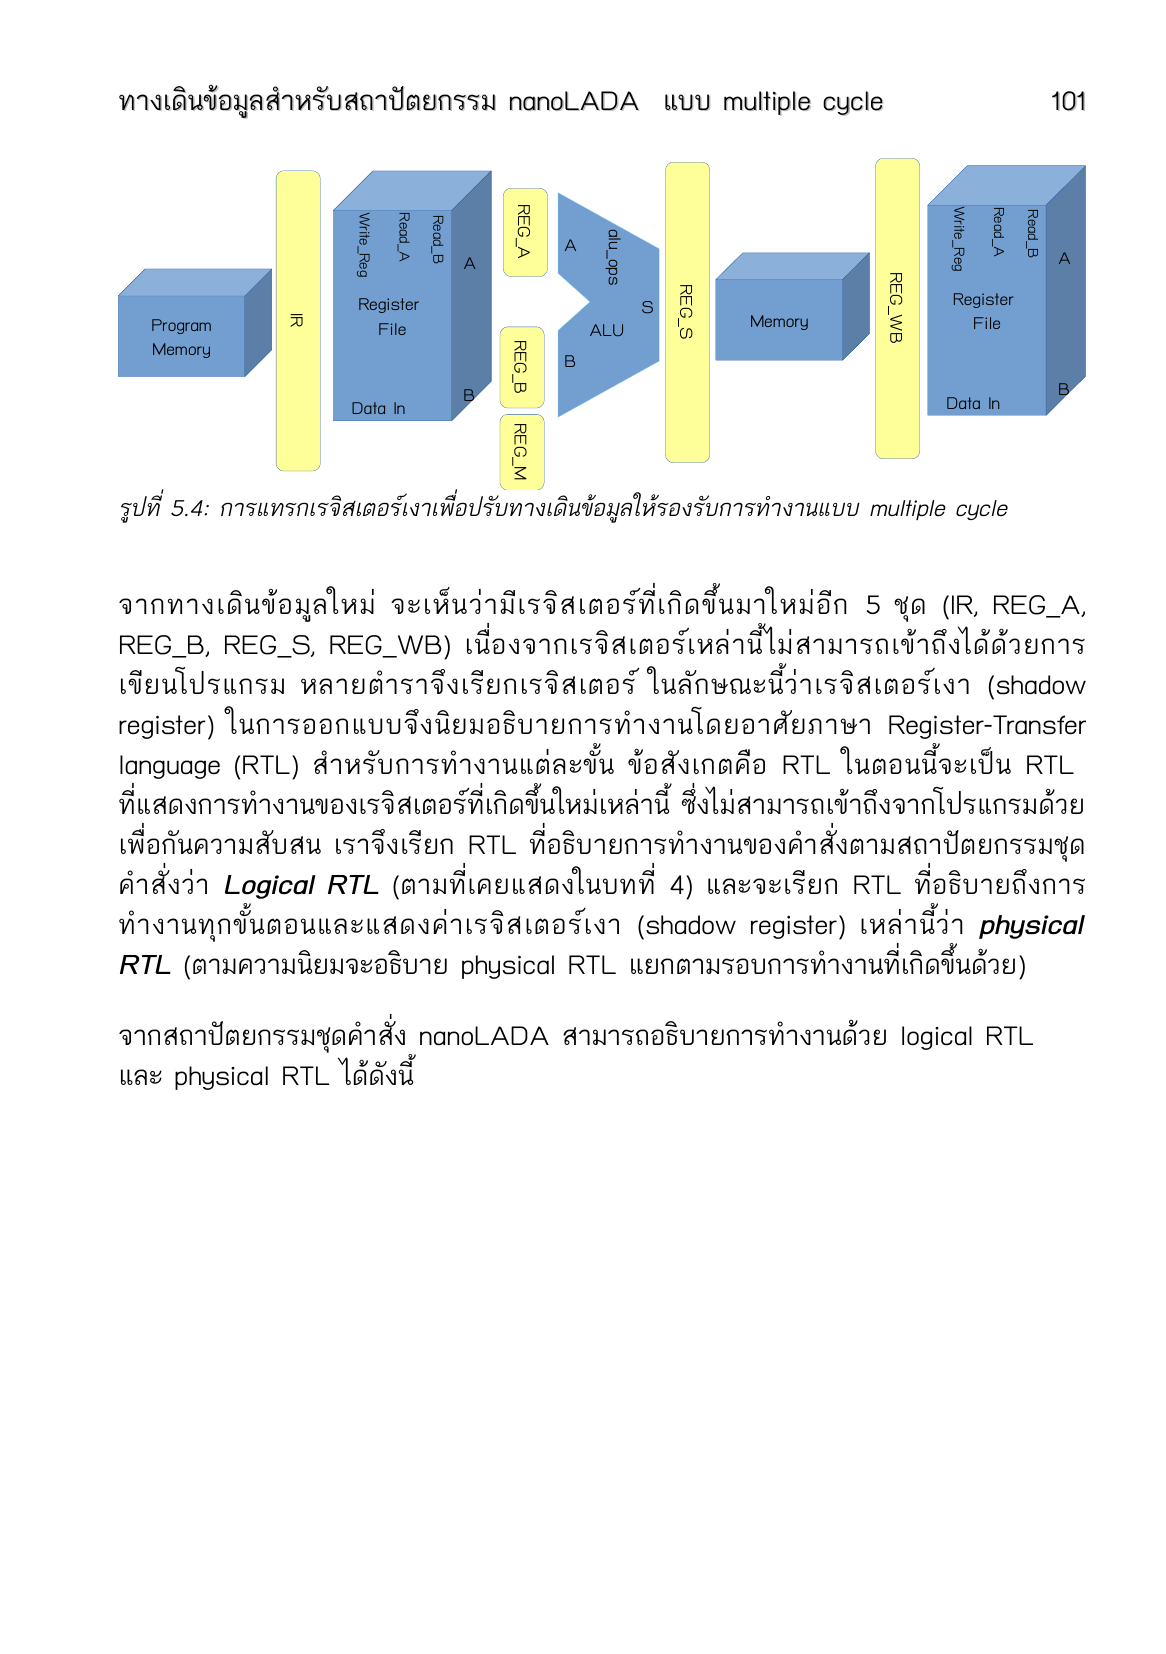 ทางเดินข้อมูลสำหรับสถาปัตยกรรม nanoLADA แบบ multiple cycle 101
Program
Memory
IR
Write_Reg
Read_A
Read_B
A
Register
File
B
Data In
REG_A
REG_B
REG_M
A
alu_ops
S
ALU
B
REG_S
Memory
REG_WB
Write_Reg
Read_A
Read_B
A
Register
File
B
Data In
รูปที่ 5.4: การแทรกเรจิสเตอร์เงาเพื่อปรับทางเดินข้อมูลให้รองรับการทำงานแบบ multiple cycle
จากทางเดินข้อมูลใหม่ จะเห็นว่ามีเรจิสเตอร์ที่เกิดขึ้นมาใหม่อีก 5 ชุด (IR, REG_A,
REG_B, REG_S, REG_WB) เนื่องจากเรจิสเตอร์เหล่านี้ไม่สามารถเข้าถึงได้ด้วยการ
เขียนโปรแกรม หลายตำราจึงเรียกเรจิสเตอร์ ในลักษณะนี้ว่าเรจิสเตอร์เงา (shadow
register) ในการออกแบบจึงนิยมอธิบายการทำงานโดยอาศัยภาษา Register-Transfer
language (RTL) สำหรับการทำงานแต่ละขั้น ข้อสังเกตคือ RTL ในตอนนี้จะเป็น RTL
ที่แสดงการทำงานของเรจิสเตอร์ที่เกิดขึ้นใหม่เหล่านี้ ซึ่งไม่สามารถเข้าถึงจากโปรแกรมด้วย
เพื่อกันความสับสน เราจึงเรียก RTL ที่อธิบายการทำงานของคำสั่งตามสถาปัตยกรรมชุด
คำสั่งว่า Logical RTL (ตามที่เคยแสดงในบทที่ 4) และจะเรียก RTL ที่อธิบายถึงการ
ทำงานทุกขั้นตอนและแสดงค่าเรจิสเตอร์เงา (shadow register) เหล่านี้ว่า physical
RTL (ตามความนิยมจะอธิบาย physical RTL แยกตามรอบการทำงานที่เกิดขึ้นด้วย)
จากสถาปัตยกรรมชุดคำสั่ง nanoLADA สามารถอธิบายการทำงานด้วย logical RTL
และ physical RTL ได้ดังนี้